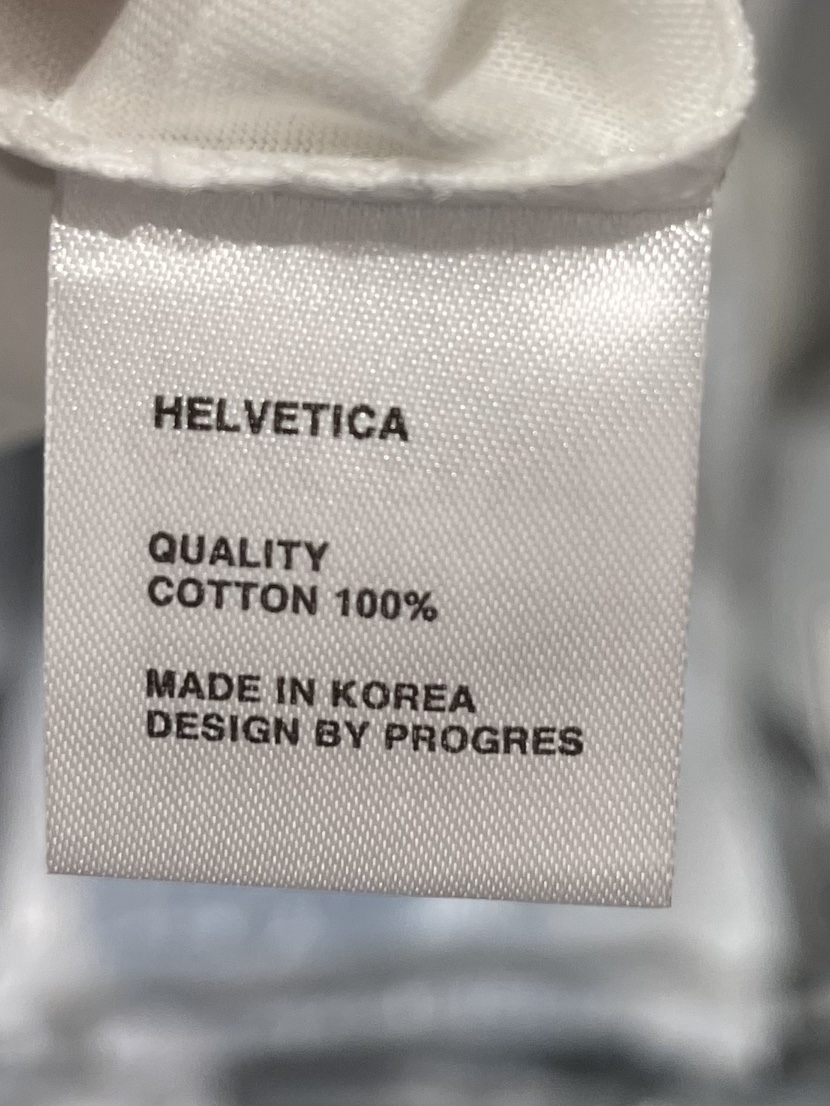 HELVETICA
QUALITY
COTTON 100%
MADE IN KOREA
DESIGN BY PROGRES